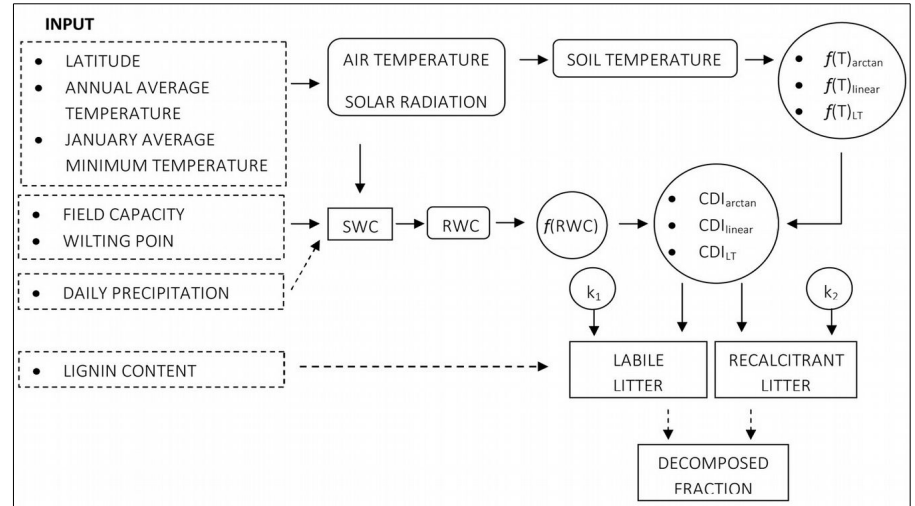 INPUT
• LATITUDE
• ANNUAL AVERAGE
TEMPERATURE
• JANUARY AVERAGE
MINIMUM TEMPERATURE
AIR TEMPERATURE
SOLAR RADIATION
SOIL TEMPERATURE
• f(T)arctan
• f(T)linear
• f(T)LT
• FIELD CAPACITY
• WILTING POIN
SWC
RWC
f(RWC)
• CDIarctan
• CDIlinear
• CDILT
• DAILY PRECIPITATION
k1
k2
• LIGNIN CONTENT
LABILE
LITTER
RECALCITRANT
LITTER
DECOMPOSED
FRACTION